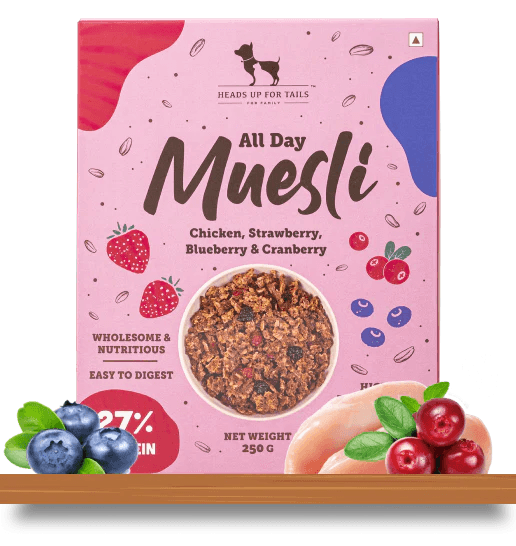 HEADS UP FOR TAILS
FOR FAMILY
All Day
Muesli
Chicken, Strawberry,
Blueberry & Cranberry
WHOLESOME &
NUTRITIOUS
EASY TO DIGEST
27%
NET WEIGHT
250 G